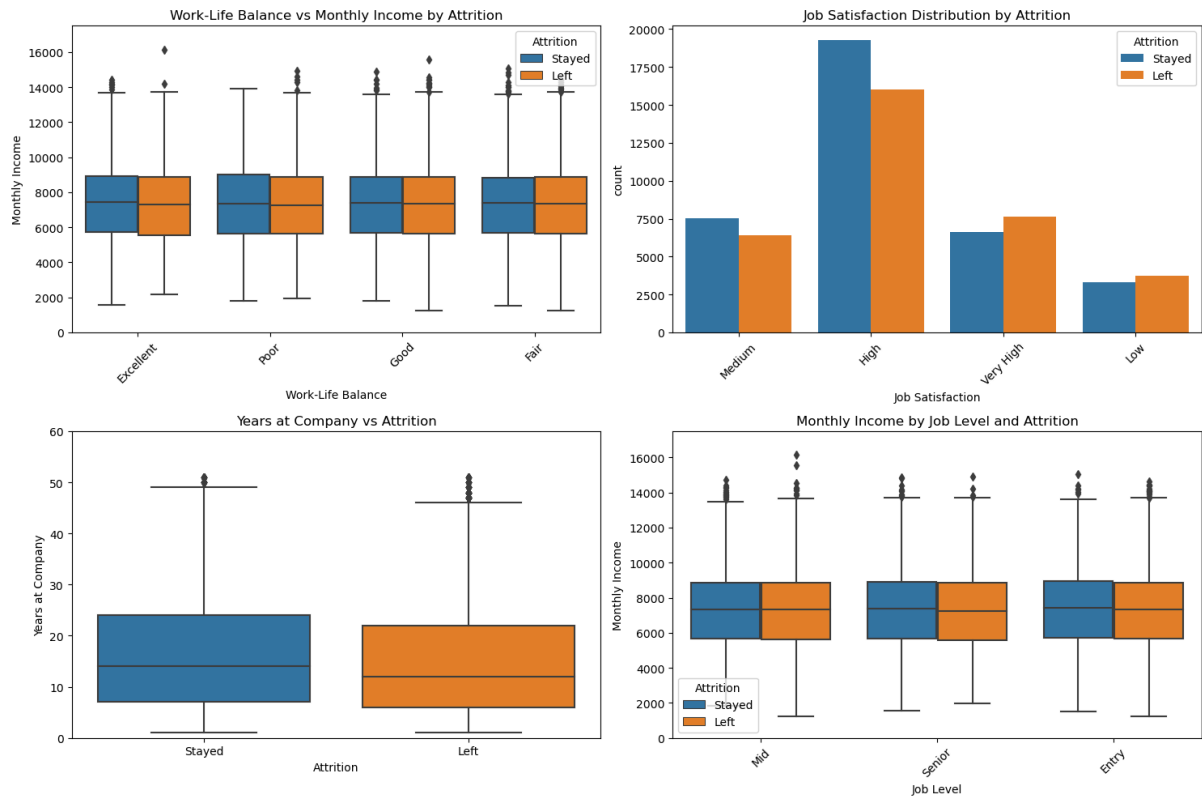 Work-Life Balance vs Monthly Income by Attrition
Monthly Income
16000
14000
12000
10000
8000
6000
4000
2000
0
Attrition
Stayed
Left
Excellent
Poor
Good
Fair
Work-Life Balance
Job Satisfaction Distribution by Attrition
count
20000
17500
15000
12500
10000
7500
5000
2500
0
Attrition
Stayed
Left
Medium
High
Very High
Low
Job Satisfaction
Years at Company vs Attrition
Years at Company
60
50
40
30
20
10
0
Stayed
Left
Attrition
Monthly Income by Job Level and Attrition
Monthly Income
16000
14000
12000
10000
8000
6000
4000
2000
0
Attrition
Stayed
Left
Mid
Senior
Entry
Job Level